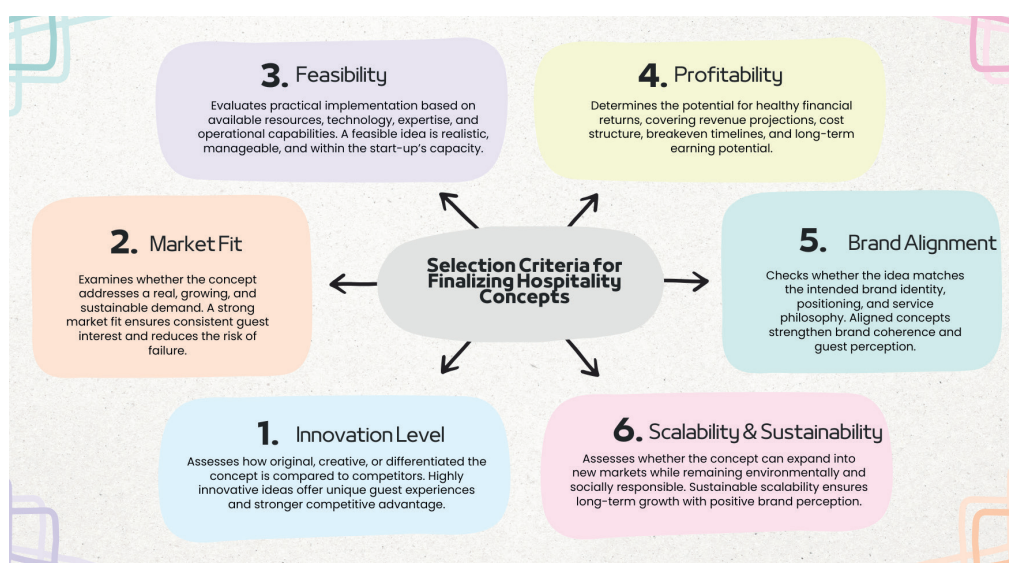 3. Feasibility
Evaluates practical implementation based on
available resources, technology, expertise, and
operational capabilities. A feasible idea is realistic,
manageable, and within the start-up's capacity.
4. Profitability
Determines the potential for healthy financial
returns, covering revenue projections, cost
structure, breakeven timelines, and long-term
earning potential.
2. Market Fit
Examines whether the concept
addresses a real, growing, and
sustainable demand. A strong
market fit ensures consistent guest
interest and reduces the risk of
failure.
Selection Criteria for
Finalizing Hospitality
Concepts
5. Brand Alignment
Checks whether the idea matches
the intended brand identity,
positioning, and service
philosophy. Aligned concepts
strengthen brand coherence and
guest perception.
1. Innovation Level
Assesses how original, creative, or differentiated the
concept is compared to competitors. Highly
innovative ideas offer unique guest experiences
and stronger competitive advantage.
6. Scalability & Sustainability
Assesses whether the concept can expand into
new markets while remaining environmentally and
socially responsible. Sustainable scalability ensures
long-term growth with positive brand perception.